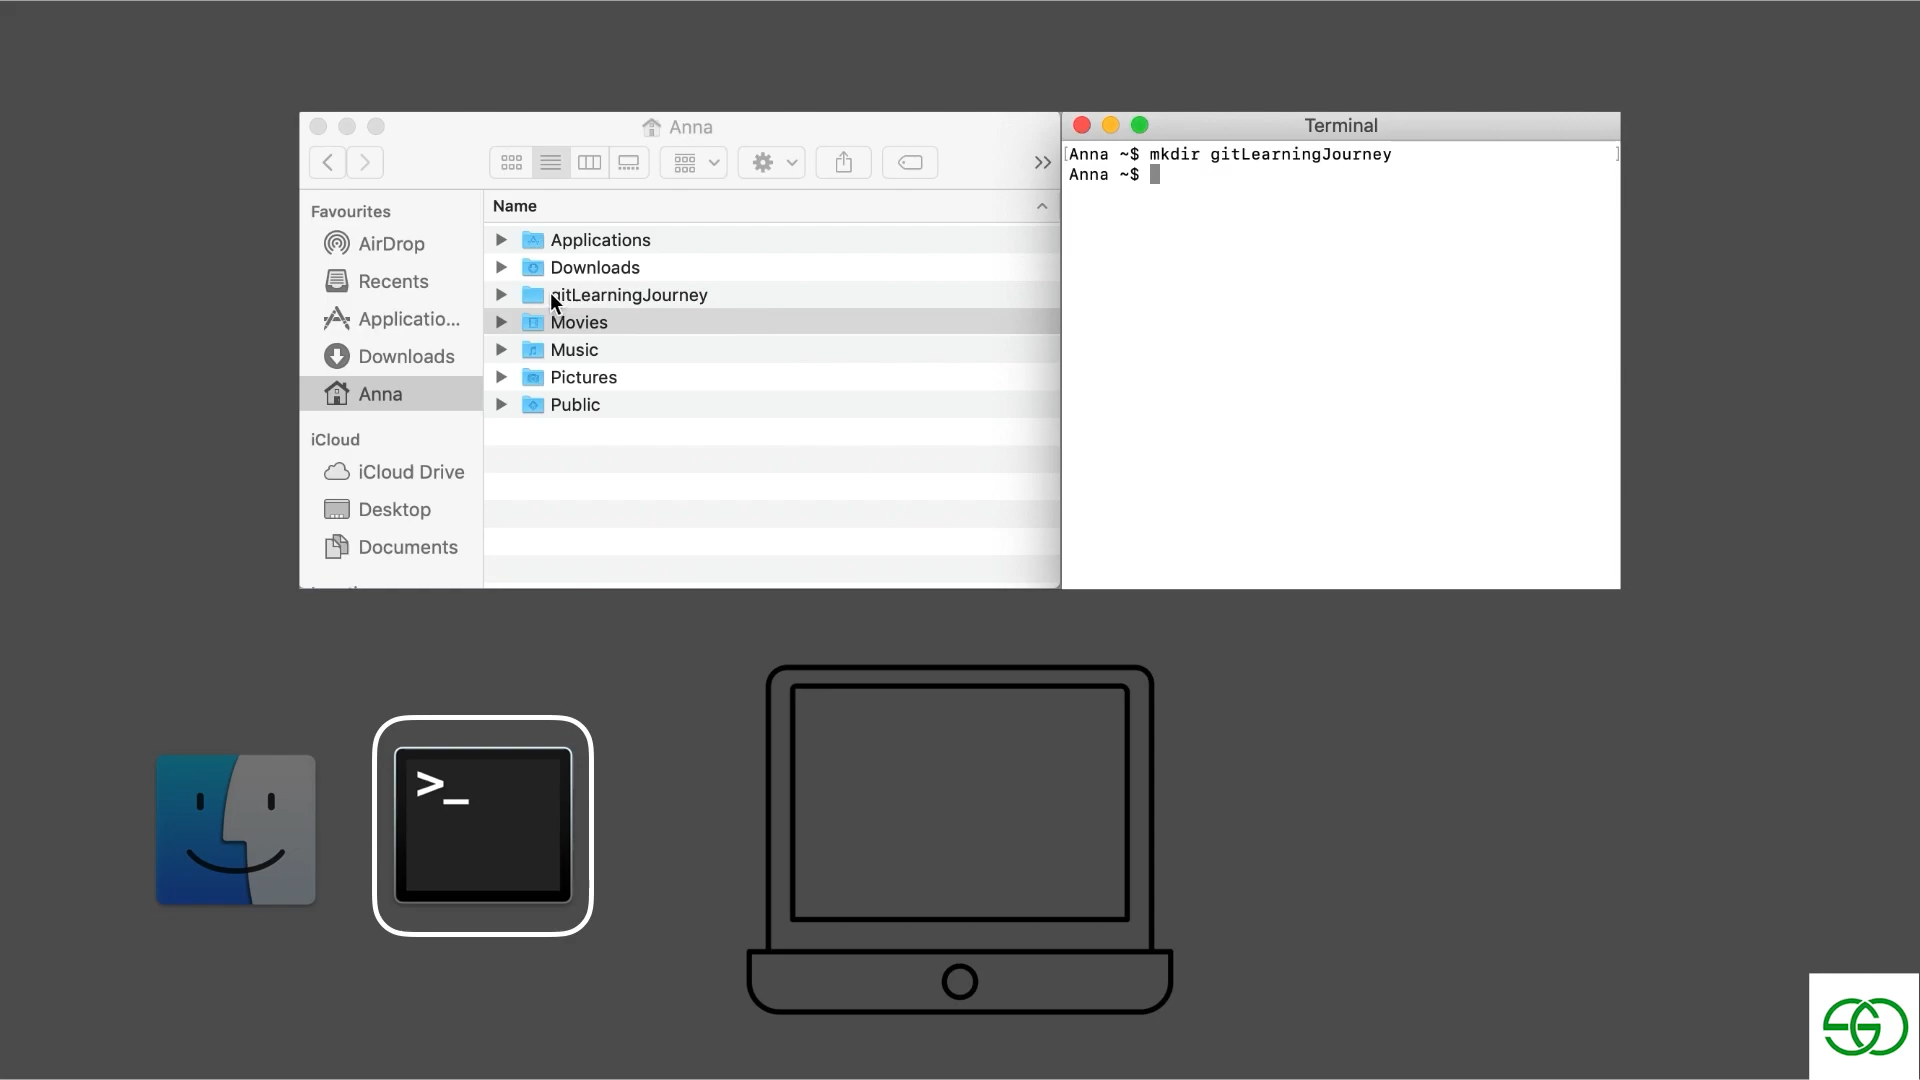 Anna
Terminal
Anna ~$ mkdir gitLearningJourney
Anna ~$
Name
Favourites
AirDrop
Recents
Applicatio...
Downloads
Anna
iCloud
iCloud Drive
Desktop
Documents
Applications
Downloads
gitLearningJourney
Movies
Music
Pictures
Public
>_